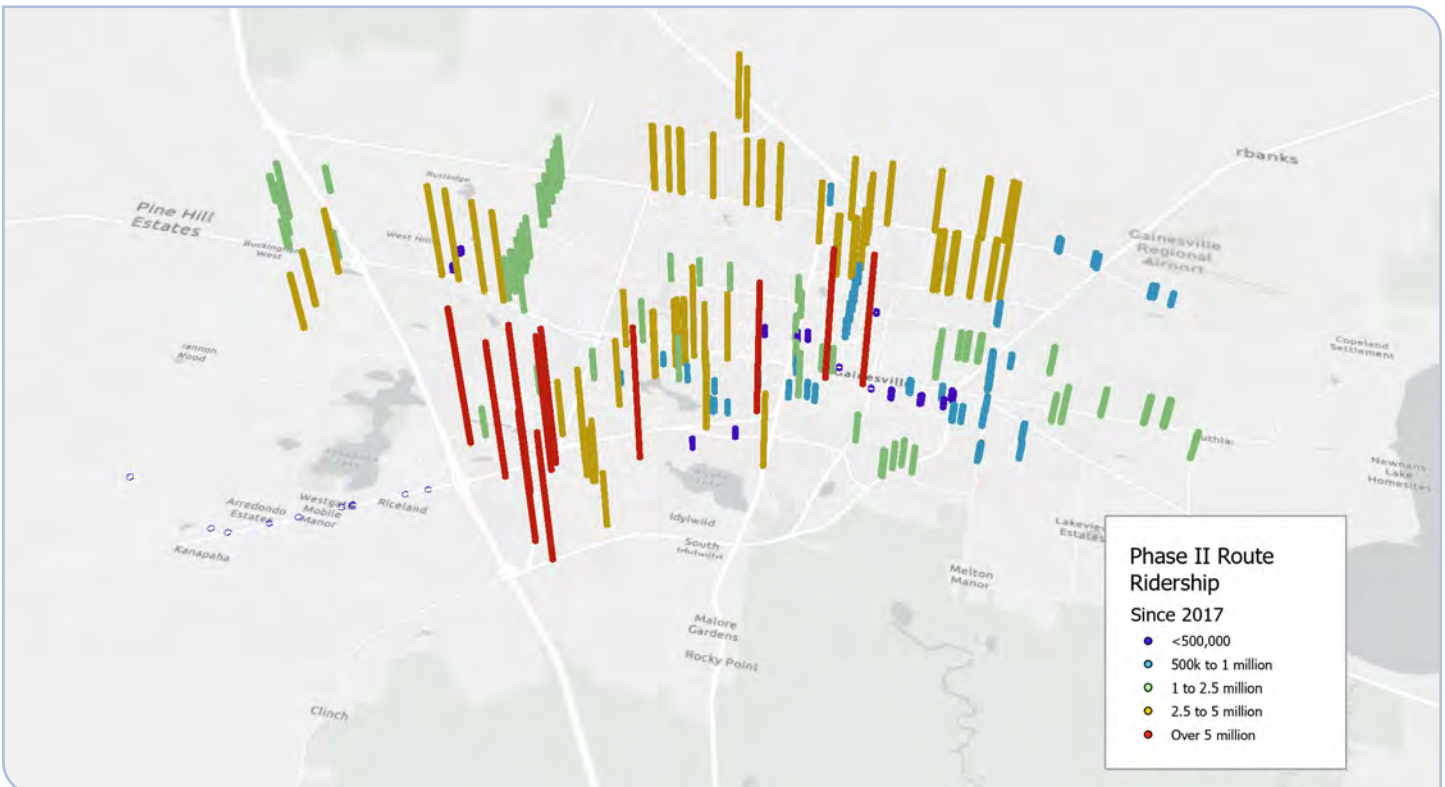 rbanks
Pine Hill
Estates
Rutledge
West Hill
Buckingham
West
Gainesville
Regional
Airport
Copeland
Settlement
Gainesville
Newnans
Lake
Homesites
Arredondo
Estates
Westgate
Mobile
Manor
Riceland
Kanapaha
Idylwild
South
Lakeview
Estates
Melton
Manor
Malore
Gardens
Rocky Point
Clinch
Phase II Route
Ridership
Since 2017
<500,000
500k to 1 million
1 to 2.5 million
2.5 to 5 million
Over 5 million